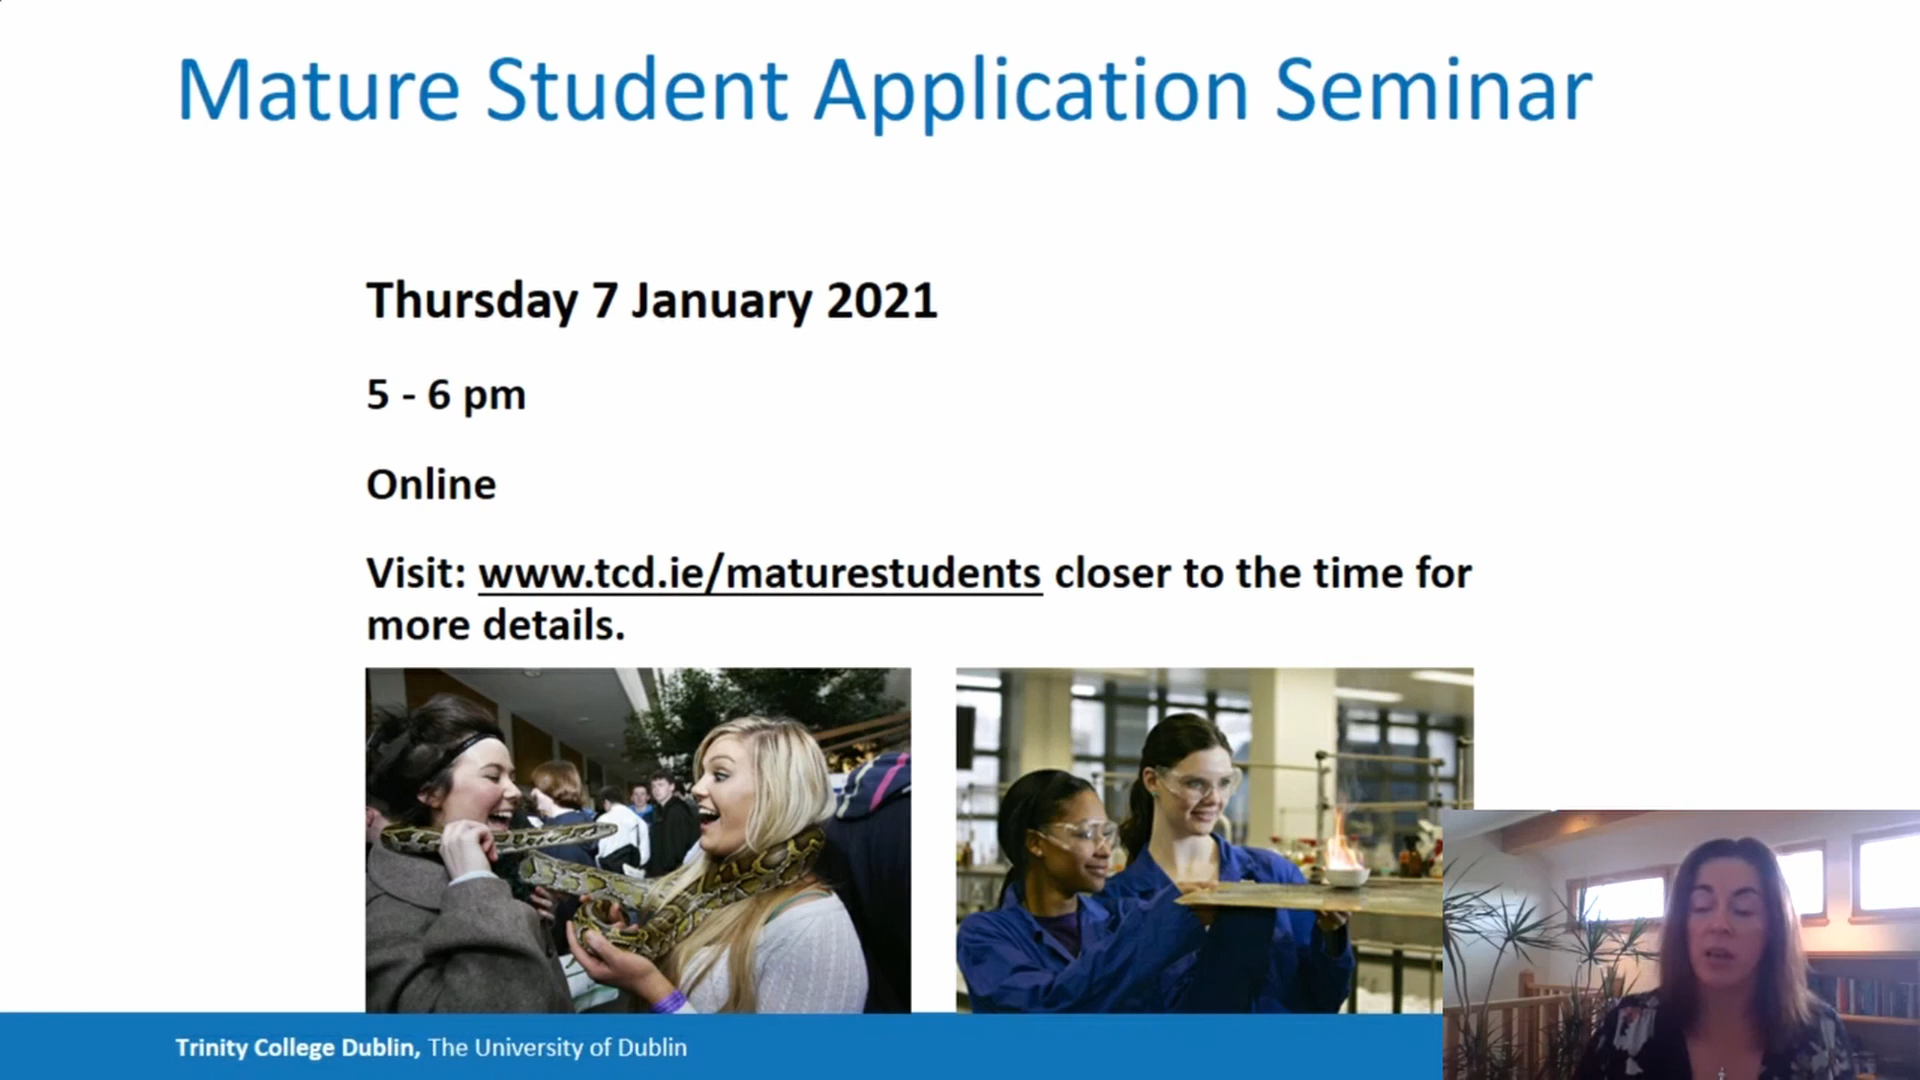 Mature Student Application Seminar
Thursday 7 January 2021
5 - 6 pm
Online
Visit: www.tcd.ie/maturestudents closer to the time for
more details.
Trinity College Dublin, The University of Dublin